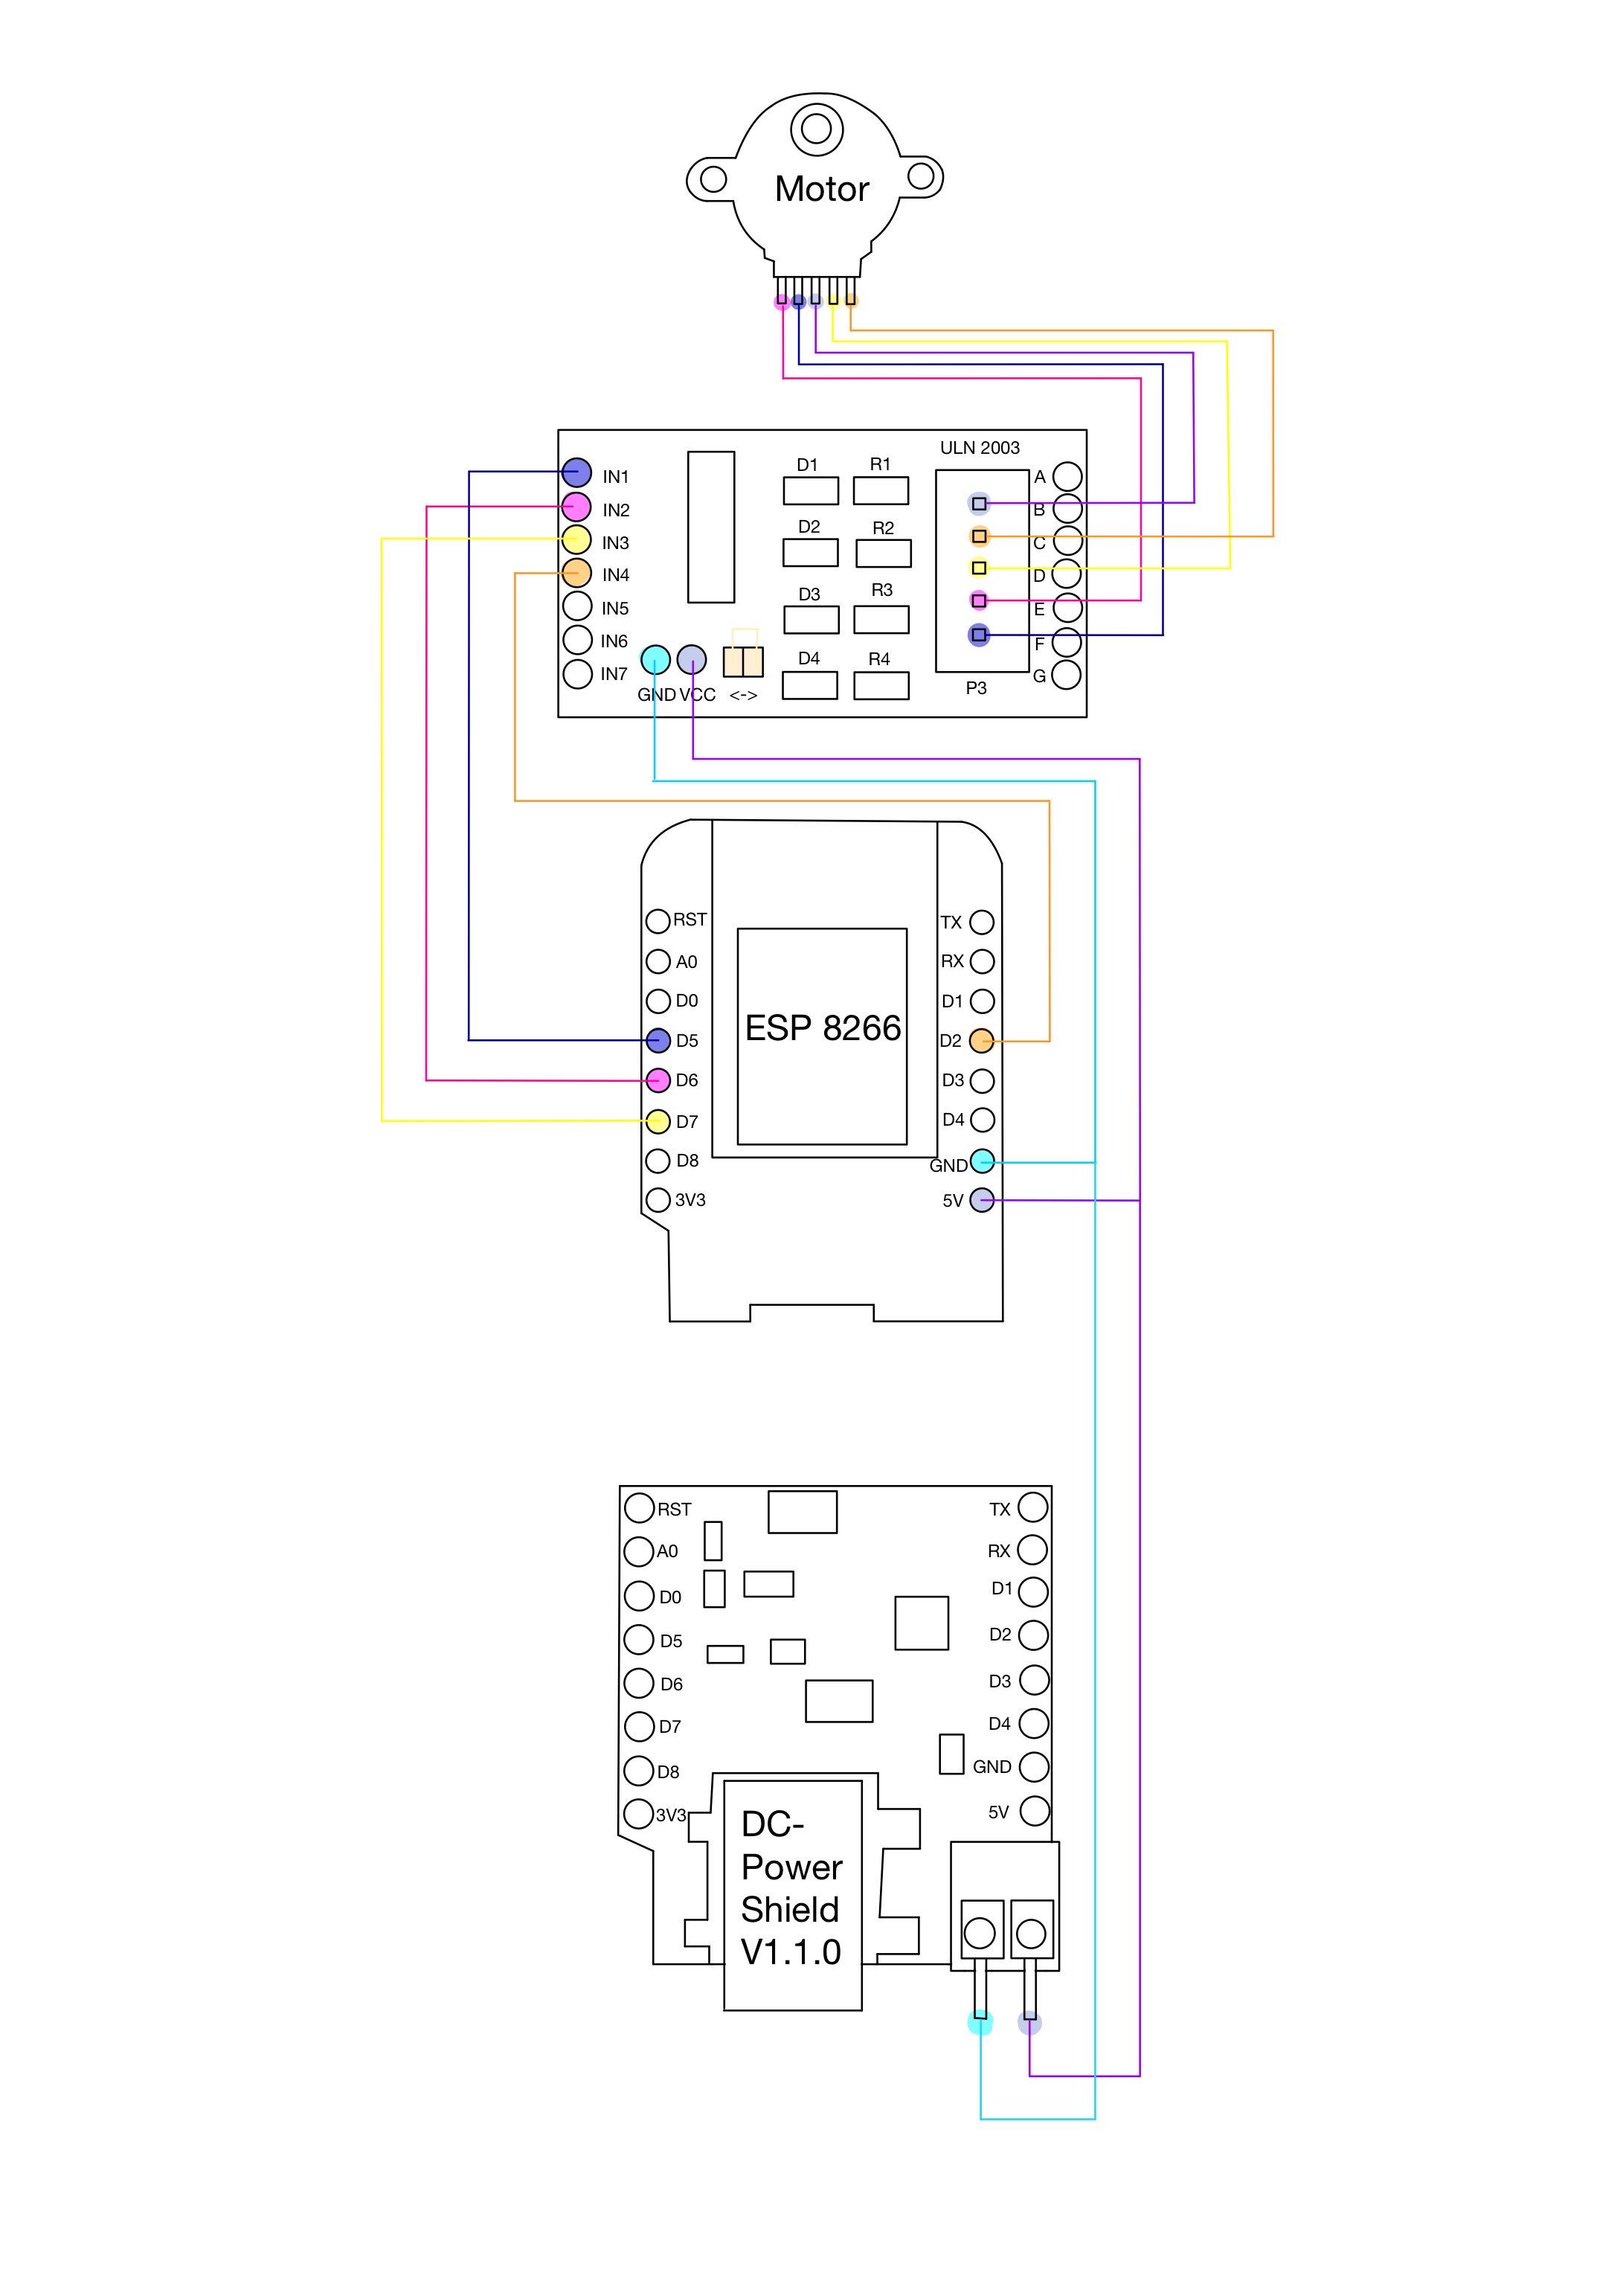 Motor
ULN 2003
IN1
IN2
IN3
IN4
IN5
IN6
IN7
GND VCC <->
D1 R1
D2 R2
D3 R3
D4 R4
P3
A
B
C
D
E
F
G
RST
A0
D0
D5
D6
D7
D8
3V3
ESP 8266
TX
RX
D1
D2
D3
D4
GND
5V
RST
A0
D0
D5
D6
D7
D8
3V3
TX
RX
D1
D2
D3
D4
GND
5V
DC-
Power
Shield
V1.1.0